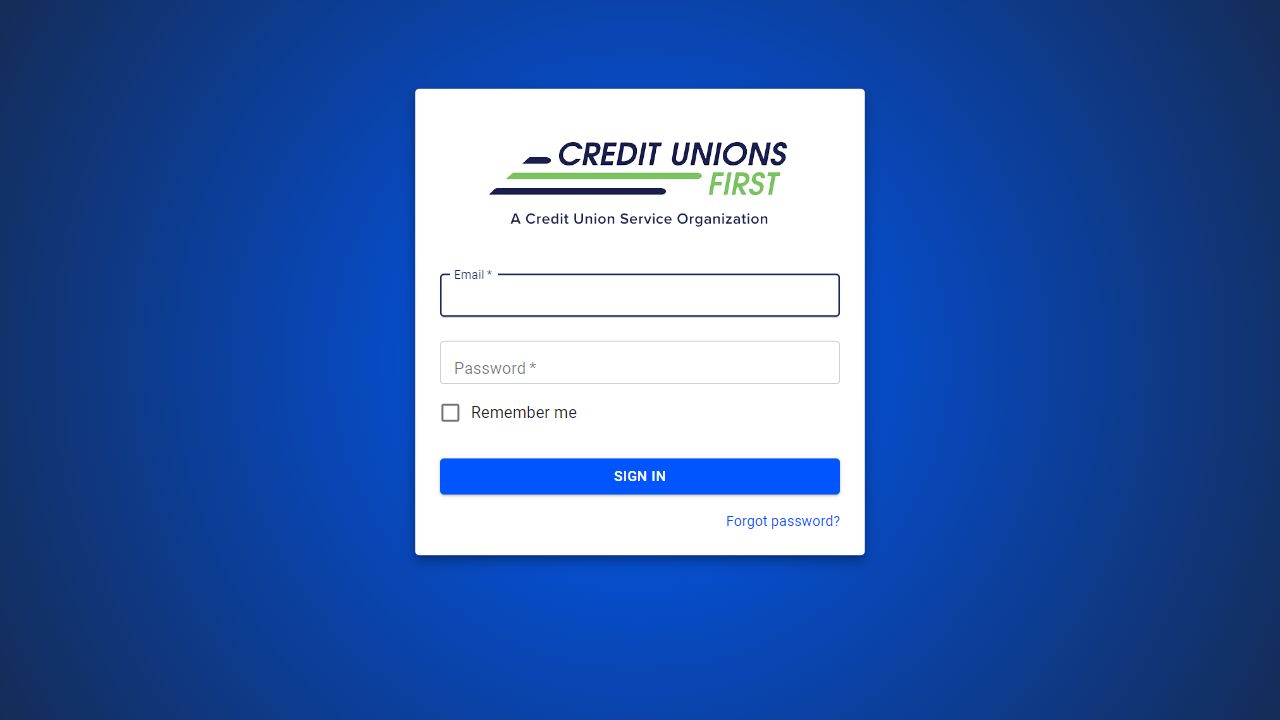 CREDIT UNIONS
FIRST
A Credit Union Service Organization
Email *
Password *
Remember me
SIGN IN
Forgot password?